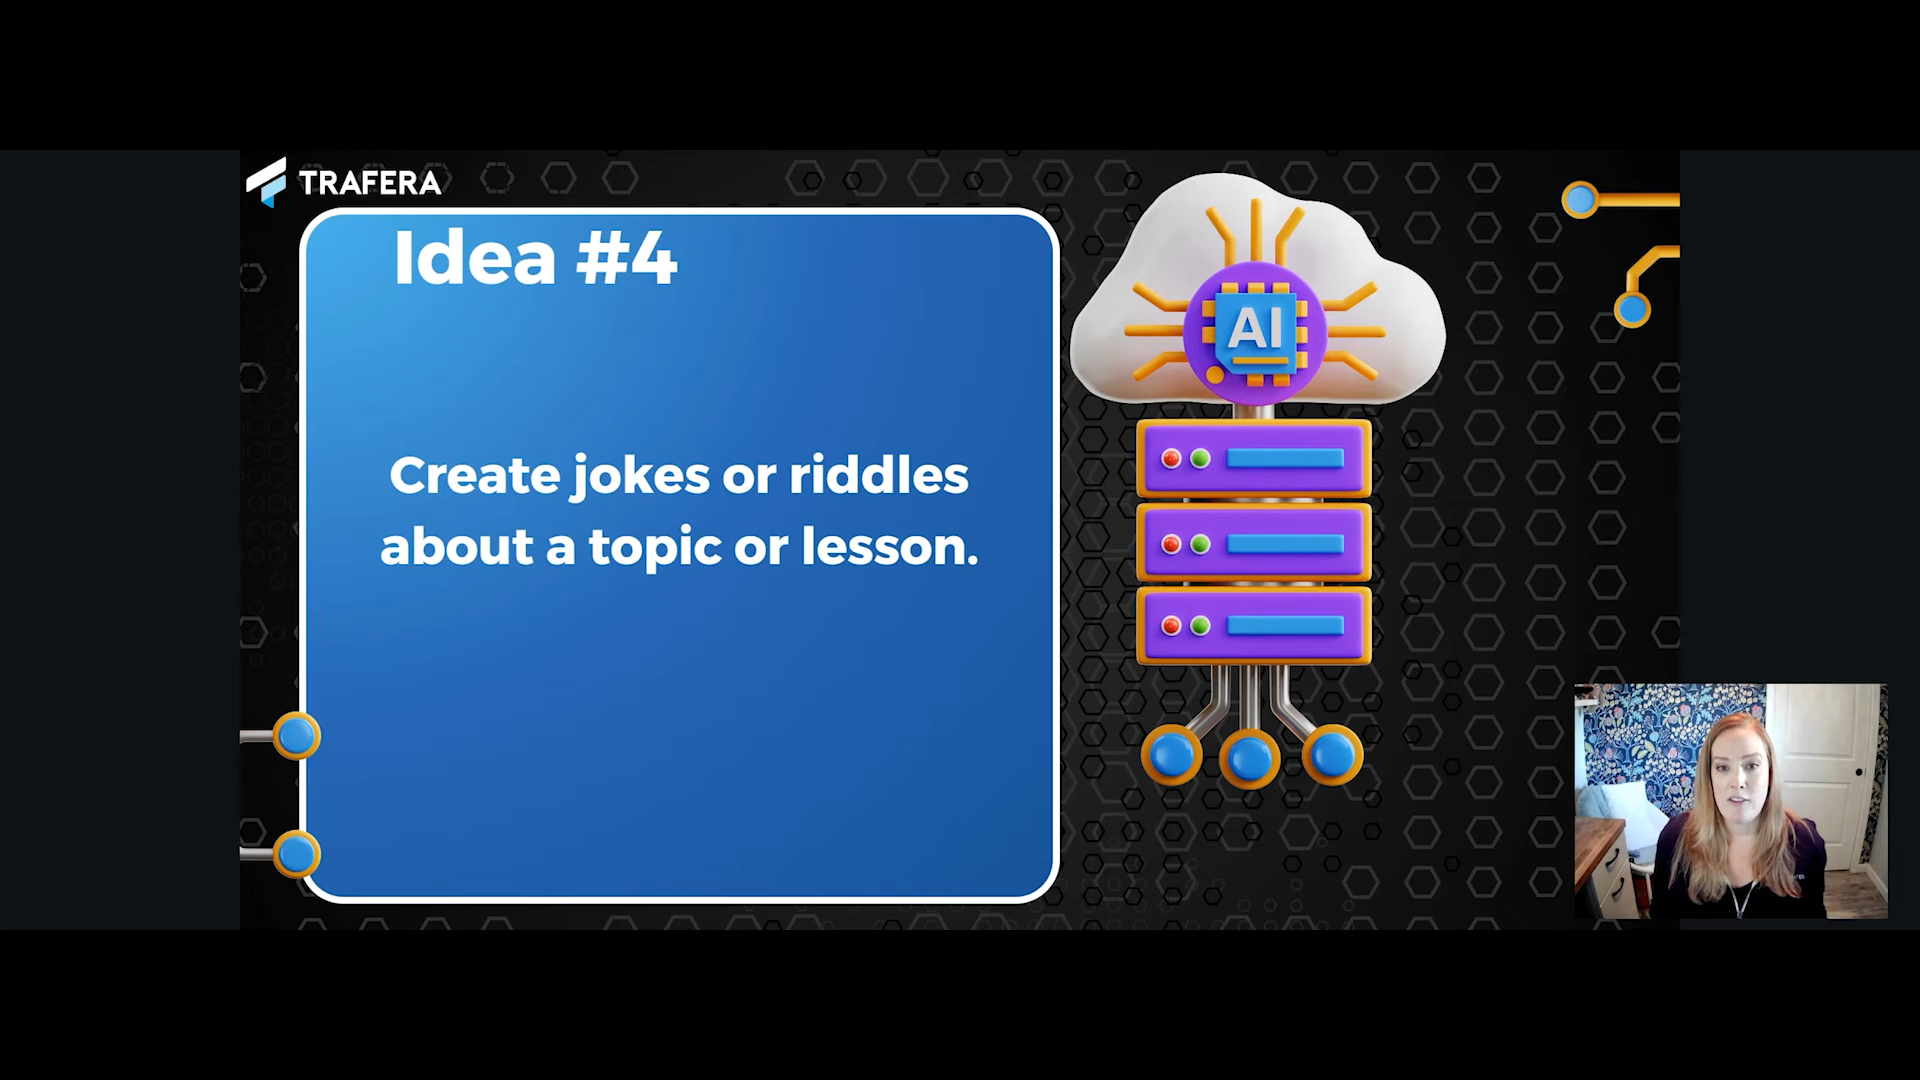 TRAFERA
Idea #4
Create jokes or riddles
about a topic or lesson.
AI